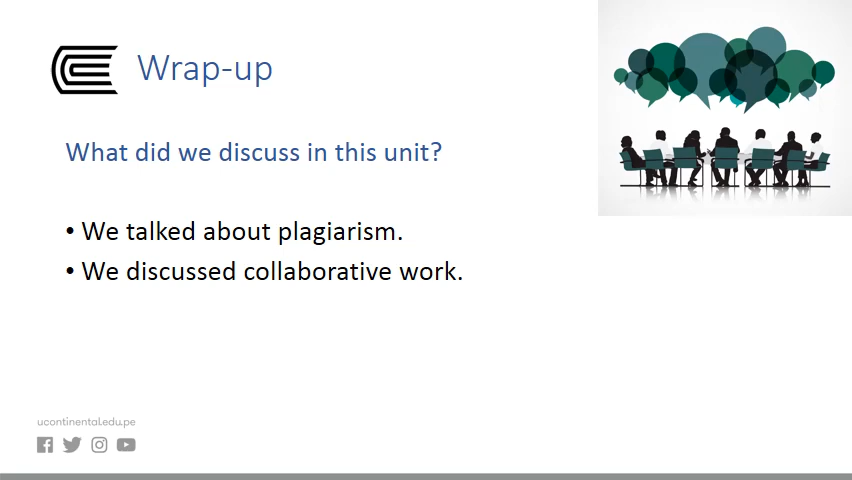 Wrap-up
What did we discuss in this unit?
• We talked about plagiarism.
• We discussed collaborative work.
ucontinental.edu.pe